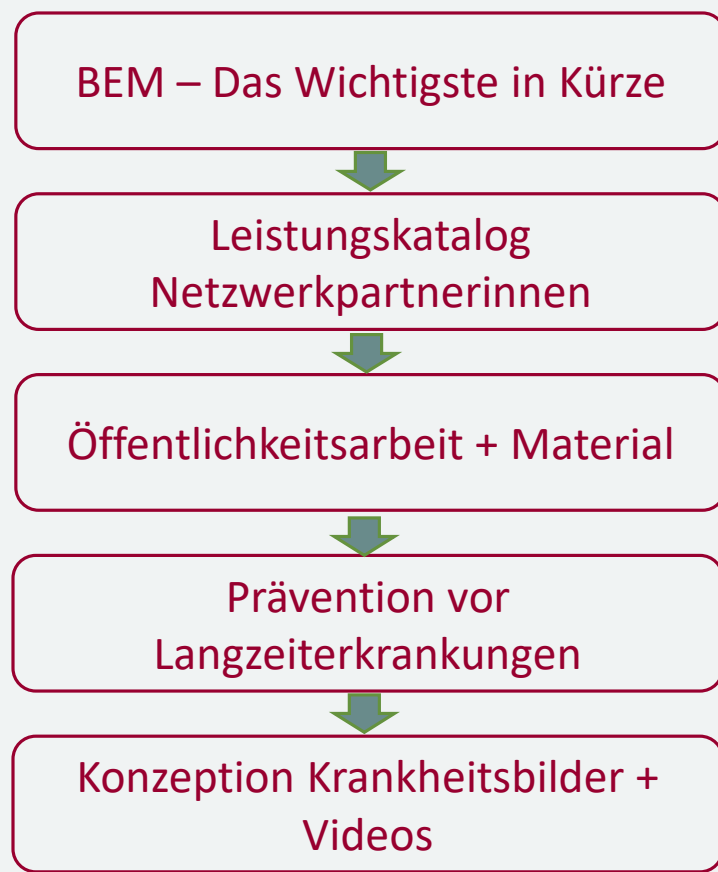 BEM – Das Wichtigste in Kürze
Leistungskatalog
Netzwerkpartnerinnen
Öffentlichkeitsarbeit + Material
Prävention vor
Langzeiterkrankungen
Konzeption Krankheitsbilder +
Videos